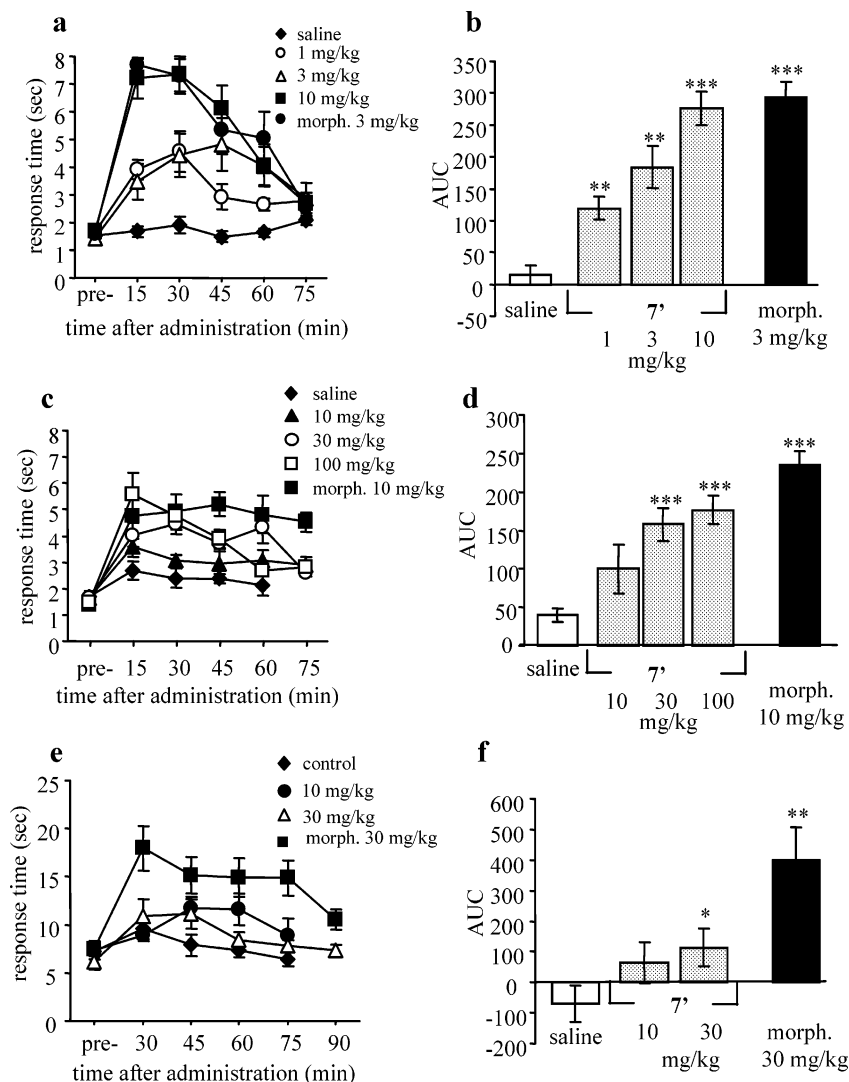 a
saline
1 mg/kg
3 mg/kg
10 mg/kg
morph. 3 mg/kg
response time (sec)
8
7
6
5
4
3
2
1
0
pre- 15 30 45 60 75
time after administration (min)
b
AUC
350
300
250
200
150
100
50
0
-50
** ** *** ***
saline 7' morph.
1 3 10 3 mg/kg
mg/kg
c
saline
10 mg/kg
30 mg/kg
100 mg/kg
morph. 10 mg/kg
response time (sec)
8
7
6
5
4
3
2
1
0
pre- 15 30 45 60 75
time after administration (min)
d
AUC
300
250
200
150
100
50
0
*** *** ***
saline 7' morph.
10 30 100 10 mg/kg
mg/kg
e
control
10 mg/kg
30 mg/kg
morph. 30 mg/kg
response time (sec)
25
20
15
10
5
0
pre- 30 45 60 75 90
time after administration (min)
f
AUC
600
500
400
300
200
100
0
-100
-200
* **
saline 7' morph.
10 30 30 mg/kg
mg/kg